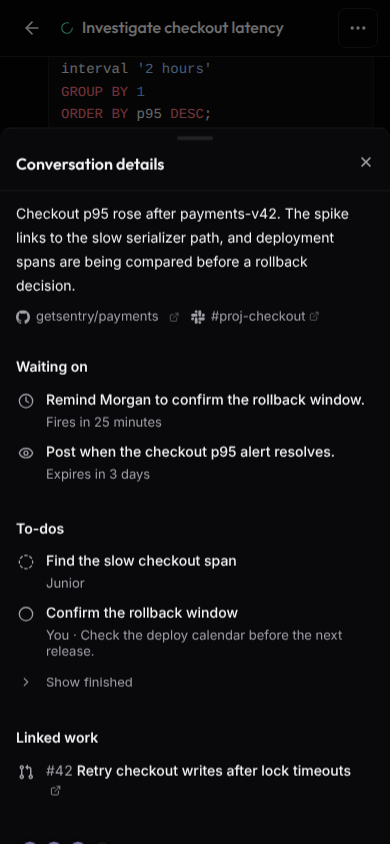 Investigate checkout latency
interval '2 hours'
GROUP BY 1
ORDER BY p95 DESC;
Conversation details
Checkout p95 rose after payments-v42. The spike
links to the slow serializer path, and deployment
spans are being compared before a rollback
decision.
getsentry/payments #proj-checkout
Waiting on
Remind Morgan to confirm the rollback window.
Fires in 25 minutes
Post when the checkout p95 alert resolves.
Expires in 3 days
To-dos
Find the slow checkout span
Junior
Confirm the rollback window
You · Check the deploy calendar before the next
release.
Show finished
Linked work
#42 Retry checkout writes after lock timeouts